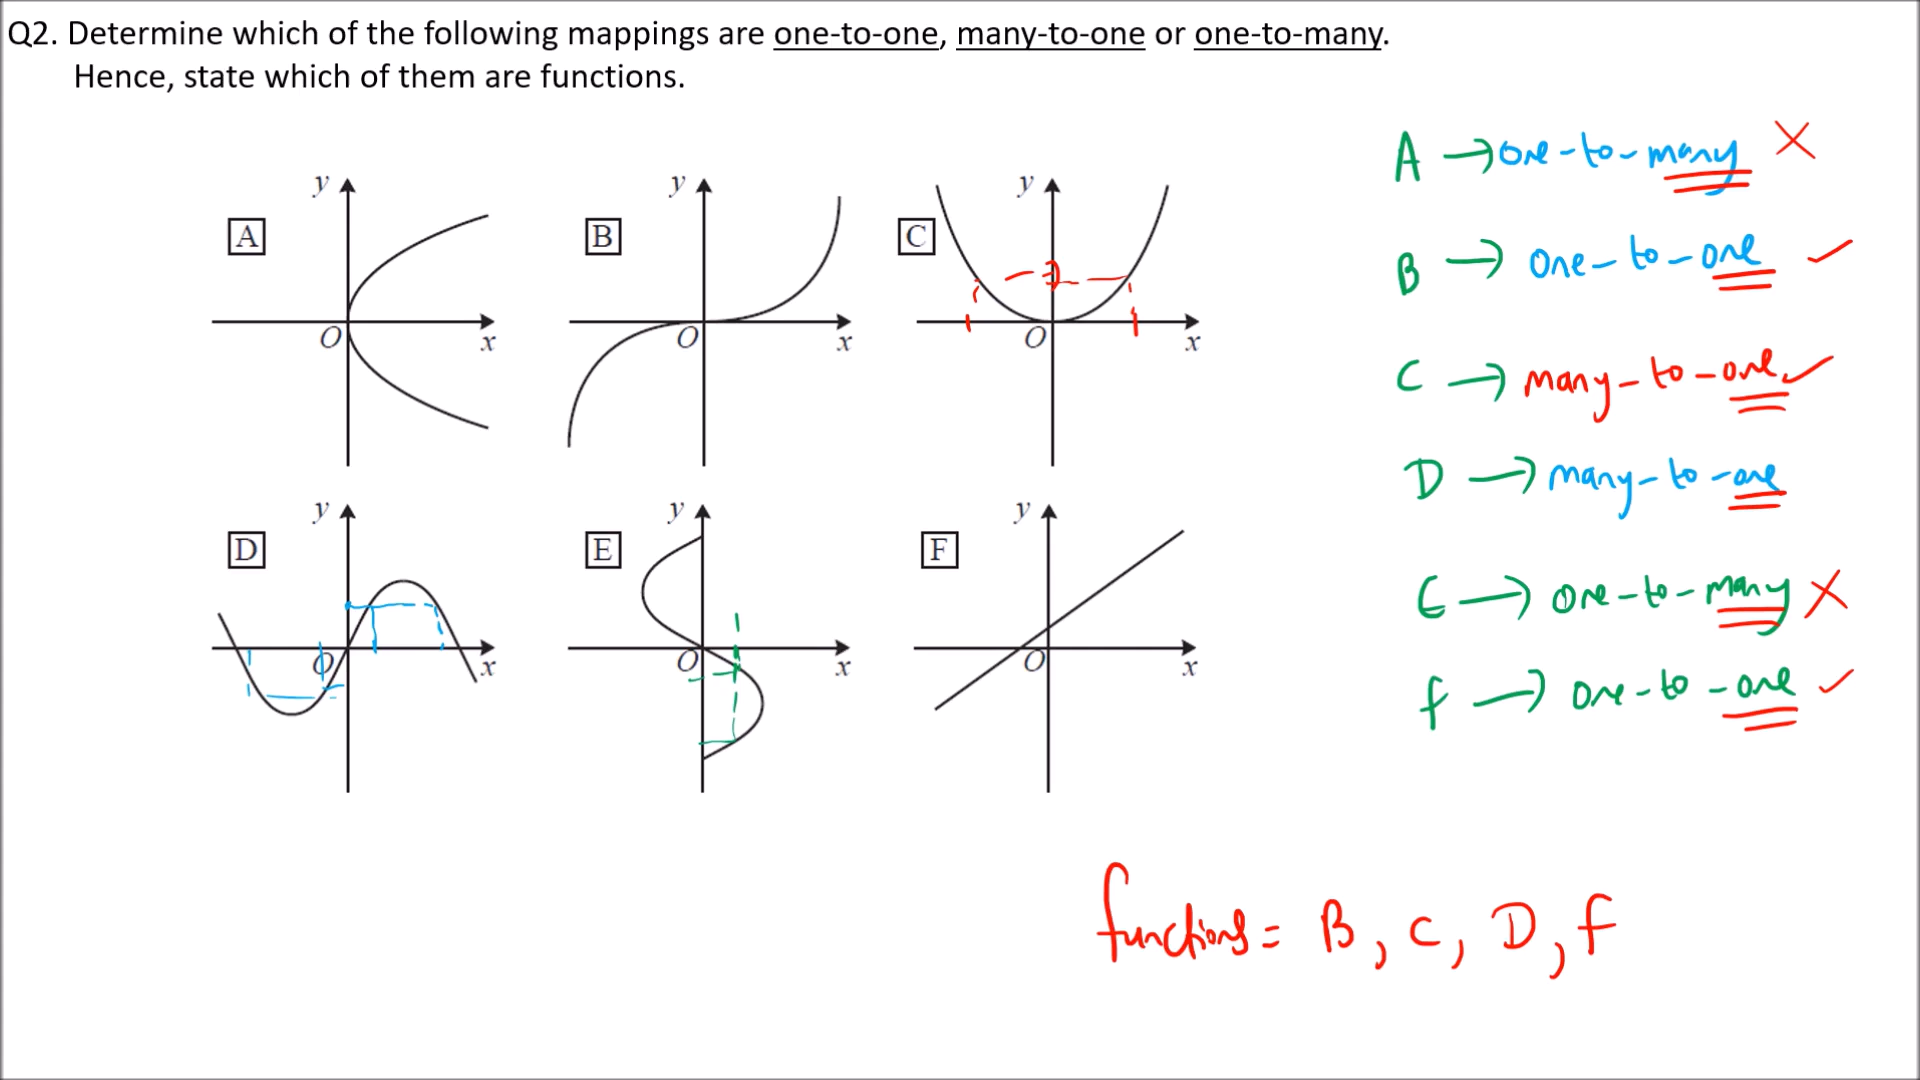 Q2. Determine which of the following mappings are one-to-one, many-to-one or one-to-many.
Hence, state which of them are functions.
A
y
O
x
B
y
O
x
C
y
O
x
2
D
y
O
x
E
y
O
x
F
y
O
x
A → one-to-many ✗
B → one-to-one ✓
C → many-to-one ✓
D → many-to-one
E → one-to-many ✗
f → one-to-one ✓
functions = B, C, D, f